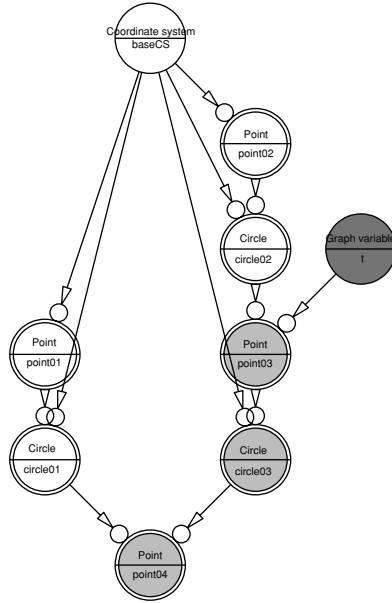 Coordinate system
baseCS
Point
point02
Circle
circle02
Graph variable
t
Point
point01
Point
point03
Circle
circle01
Circle
circle03
Point
point04